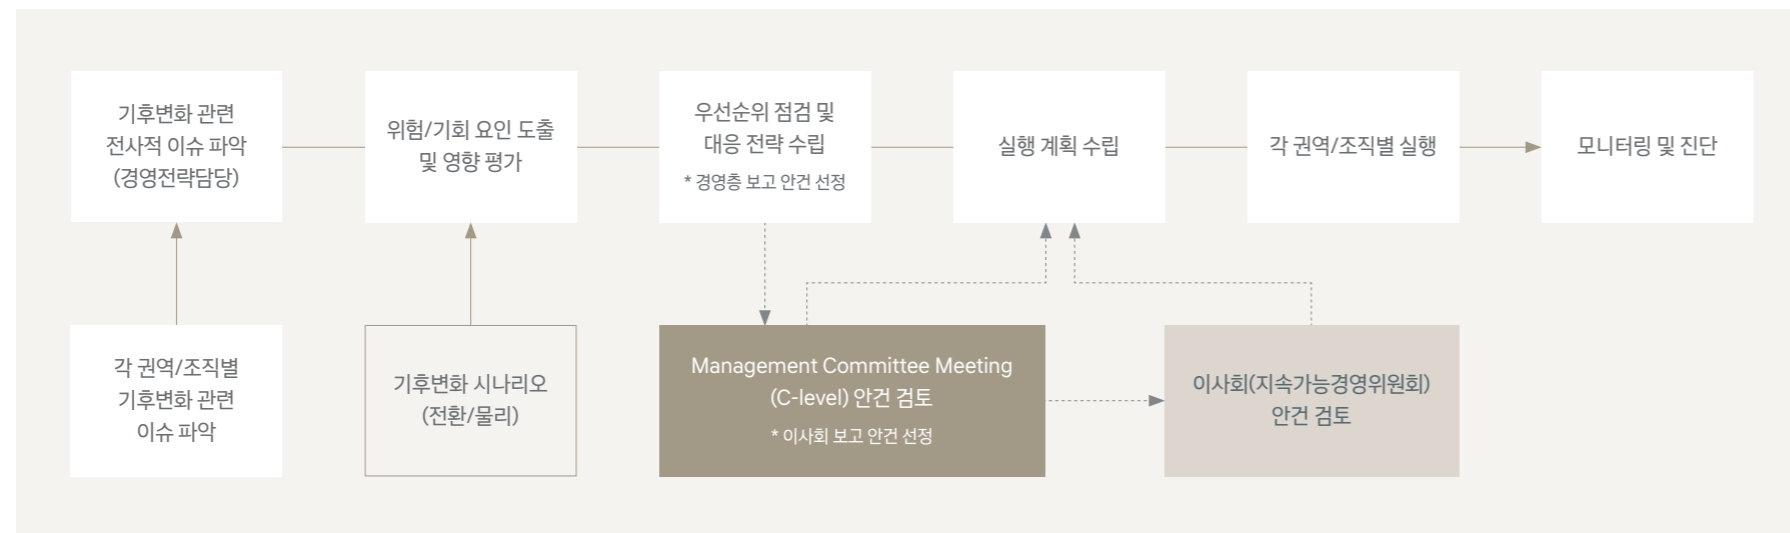 기후변화 관련
전사적 이슈 파악
(경영전략담당)
위험/기회 요인 도출
및 영향 평가
우선순위 점검 및
대응 전략 수립
* 경영층 보고 안건 선정
실행 계획 수립
각 권역/조직별 실행
모니터링 및 진단
각 권역/조직별
기후변화 관련
이슈 파악
기후변화 시나리오
(전환/물리)
Management Committee Meeting
(C-level) 안건 검토
* 이사회 보고 안건 선정
이사회(지속가능경영위원회)
안건 검토